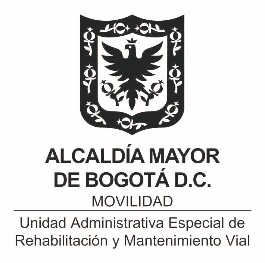 ALCALDÍA MAYOR
DE BOGOTÁ D.C.
MOVILIDAD
Unidad Administrativa Especial de
Rehabilitación y Mantenimiento Vial